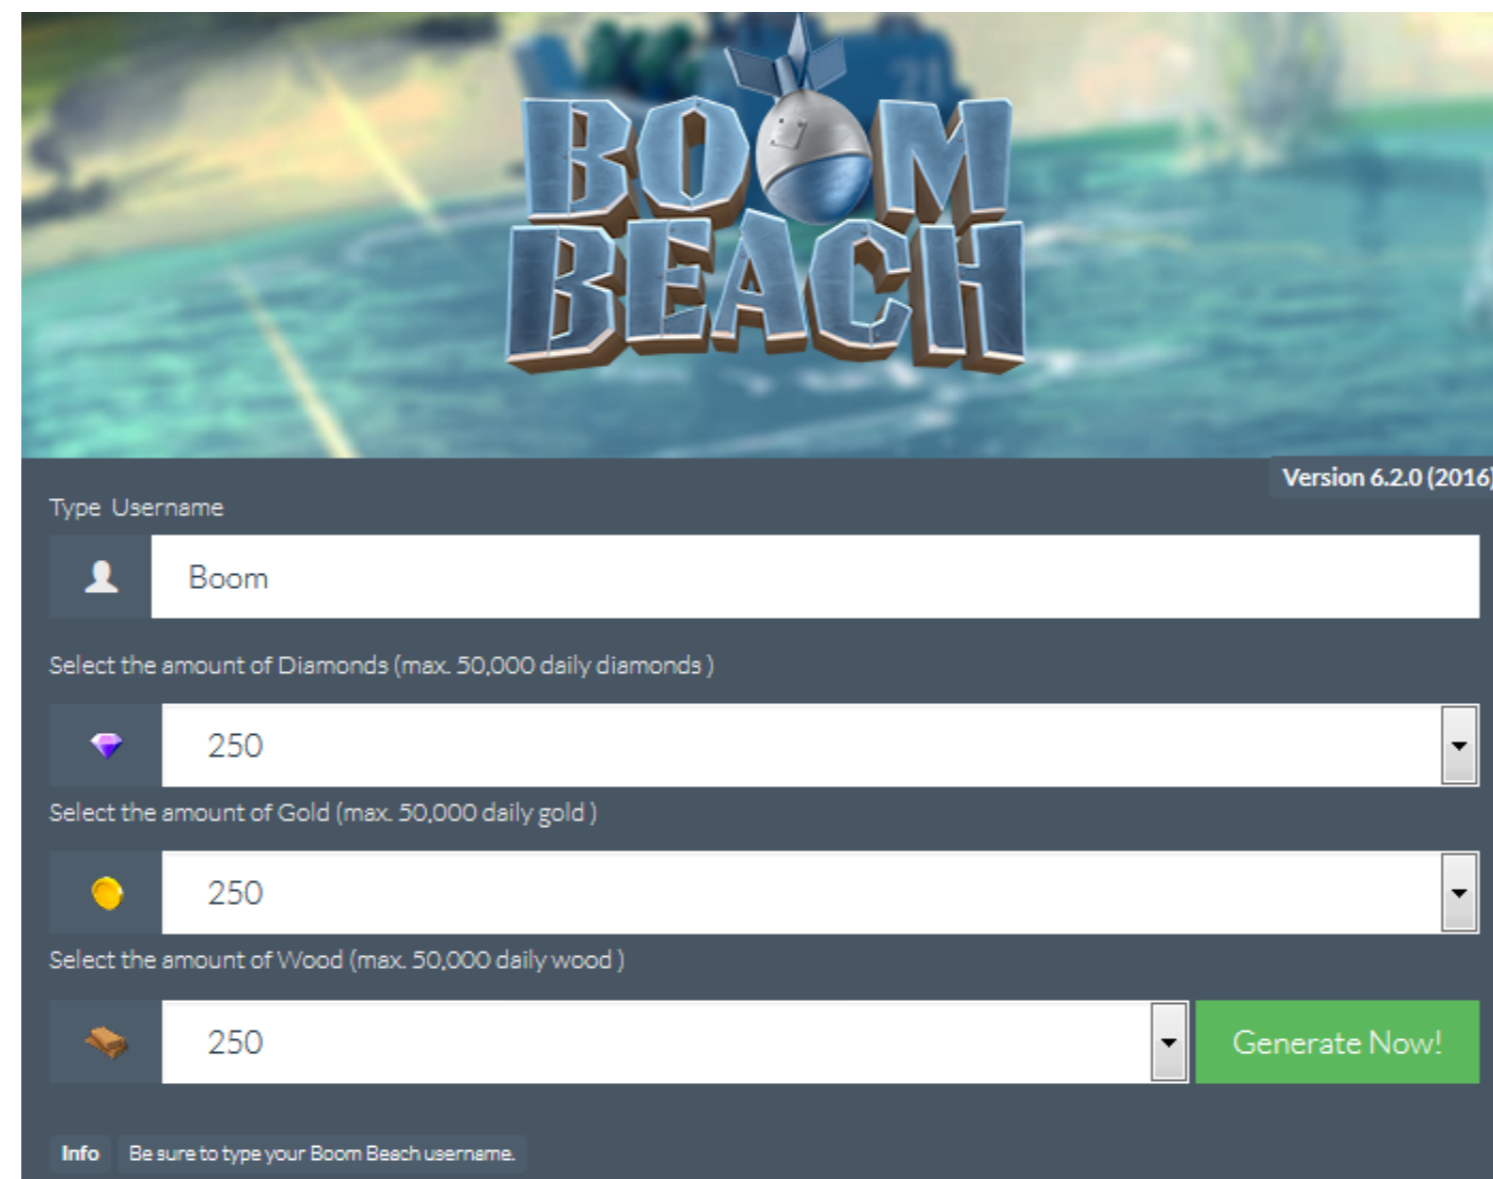 BOOM
BEACH
Version 6.2.0 (2016)
Type Username
Boom
Select the amount of Diamonds (max. 50,000 daily diamonds )
250
Select the amount of Gold (max. 50,000 daily gold )
250
Select the amount of Wood (max. 50,000 daily wood )
250
Generate Now!
Info Be sure to type your Boom Beach username.